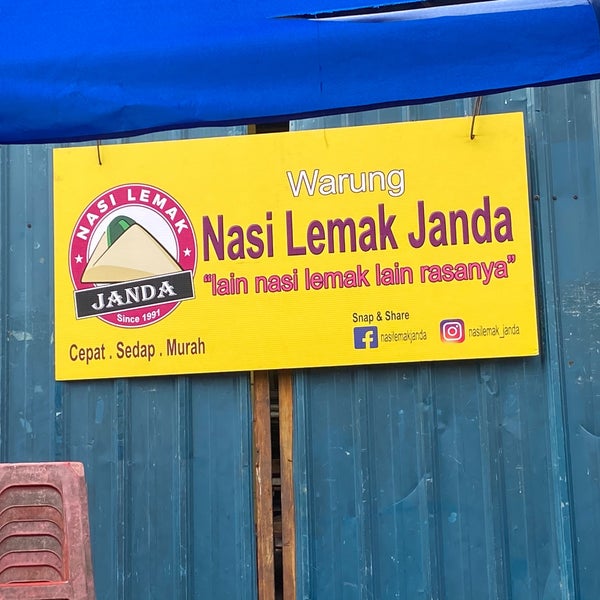 Warung
Nasi Lemak Janda
"lain nasi lemak lain rasanya"
NASI LEMAK
JANDA
Since 1991
Cepat . Sedap . Murah
Snap & Share
nasilemakjanda
nasilemak_janda